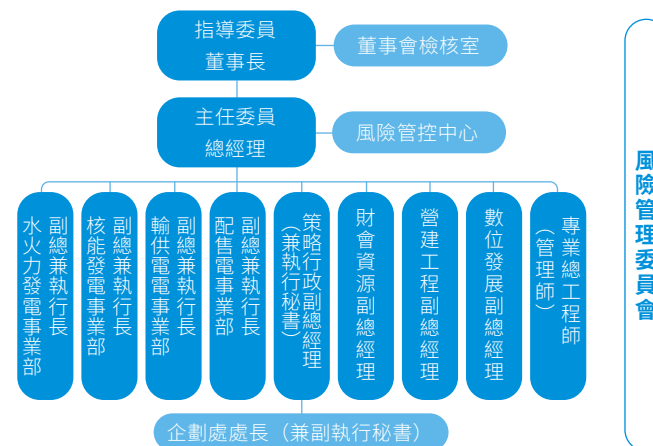 指導委員
董事長
董事會檢核室
主任委員
總經理
風險管控中心
水火力發電事業部
副總兼執行長
核能發電事業部
副總兼執行長
輸供電事業部
副總兼執行長
配售電事業部
副總兼執行長
策略行政副總經理
（兼執行秘書）
財會資源副總經理
營建工程副總經理
數位發展副總經理
專業總工程師
（管理師）
企劃處處長（兼副執行秘書）
風險管理委員會